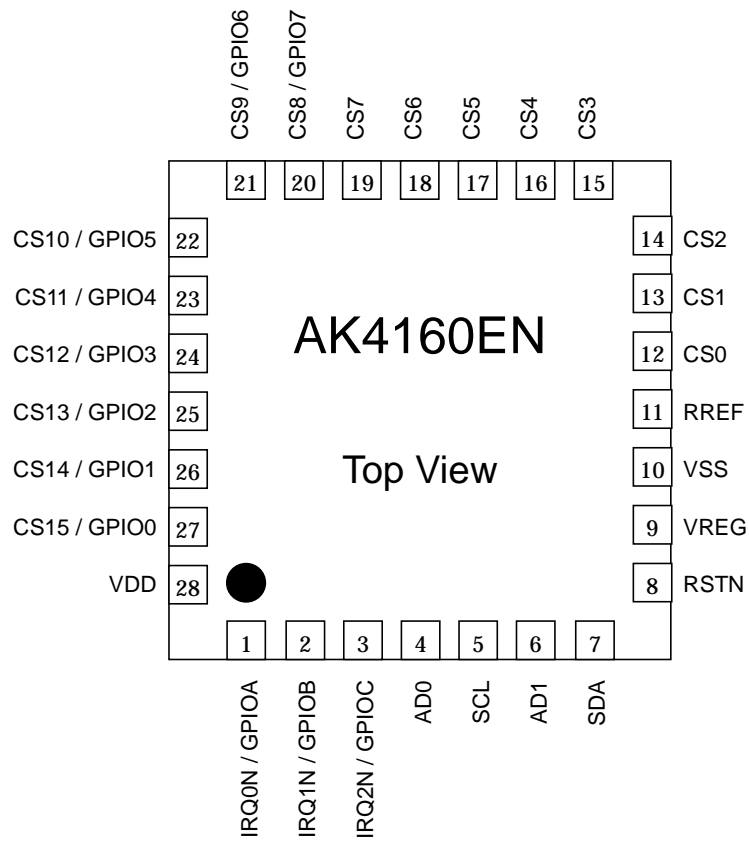 CS9 / GPIO6
CS8 / GPIO7
CS7
CS6
CS5
CS4
CS3
21
20
19
18
17
16
15
CS10 / GPIO5 22
14 CS2
CS11 / GPIO4 23
13 CS1
AK4160EN
CS12 / GPIO3 24
12 CS0
CS13 / GPIO2 25
11 RREF
Top View
CS14 / GPIO1 26
10 VSS
CS15 / GPIO0 27
9 VREG
VDD 28
8 RSTN
1
2
3
4
5
6
7
IRQ0N / GPIOA
IRQ1N / GPIOB
IRQ2N / GPIOC
AD0
SCL
AD1
SDA